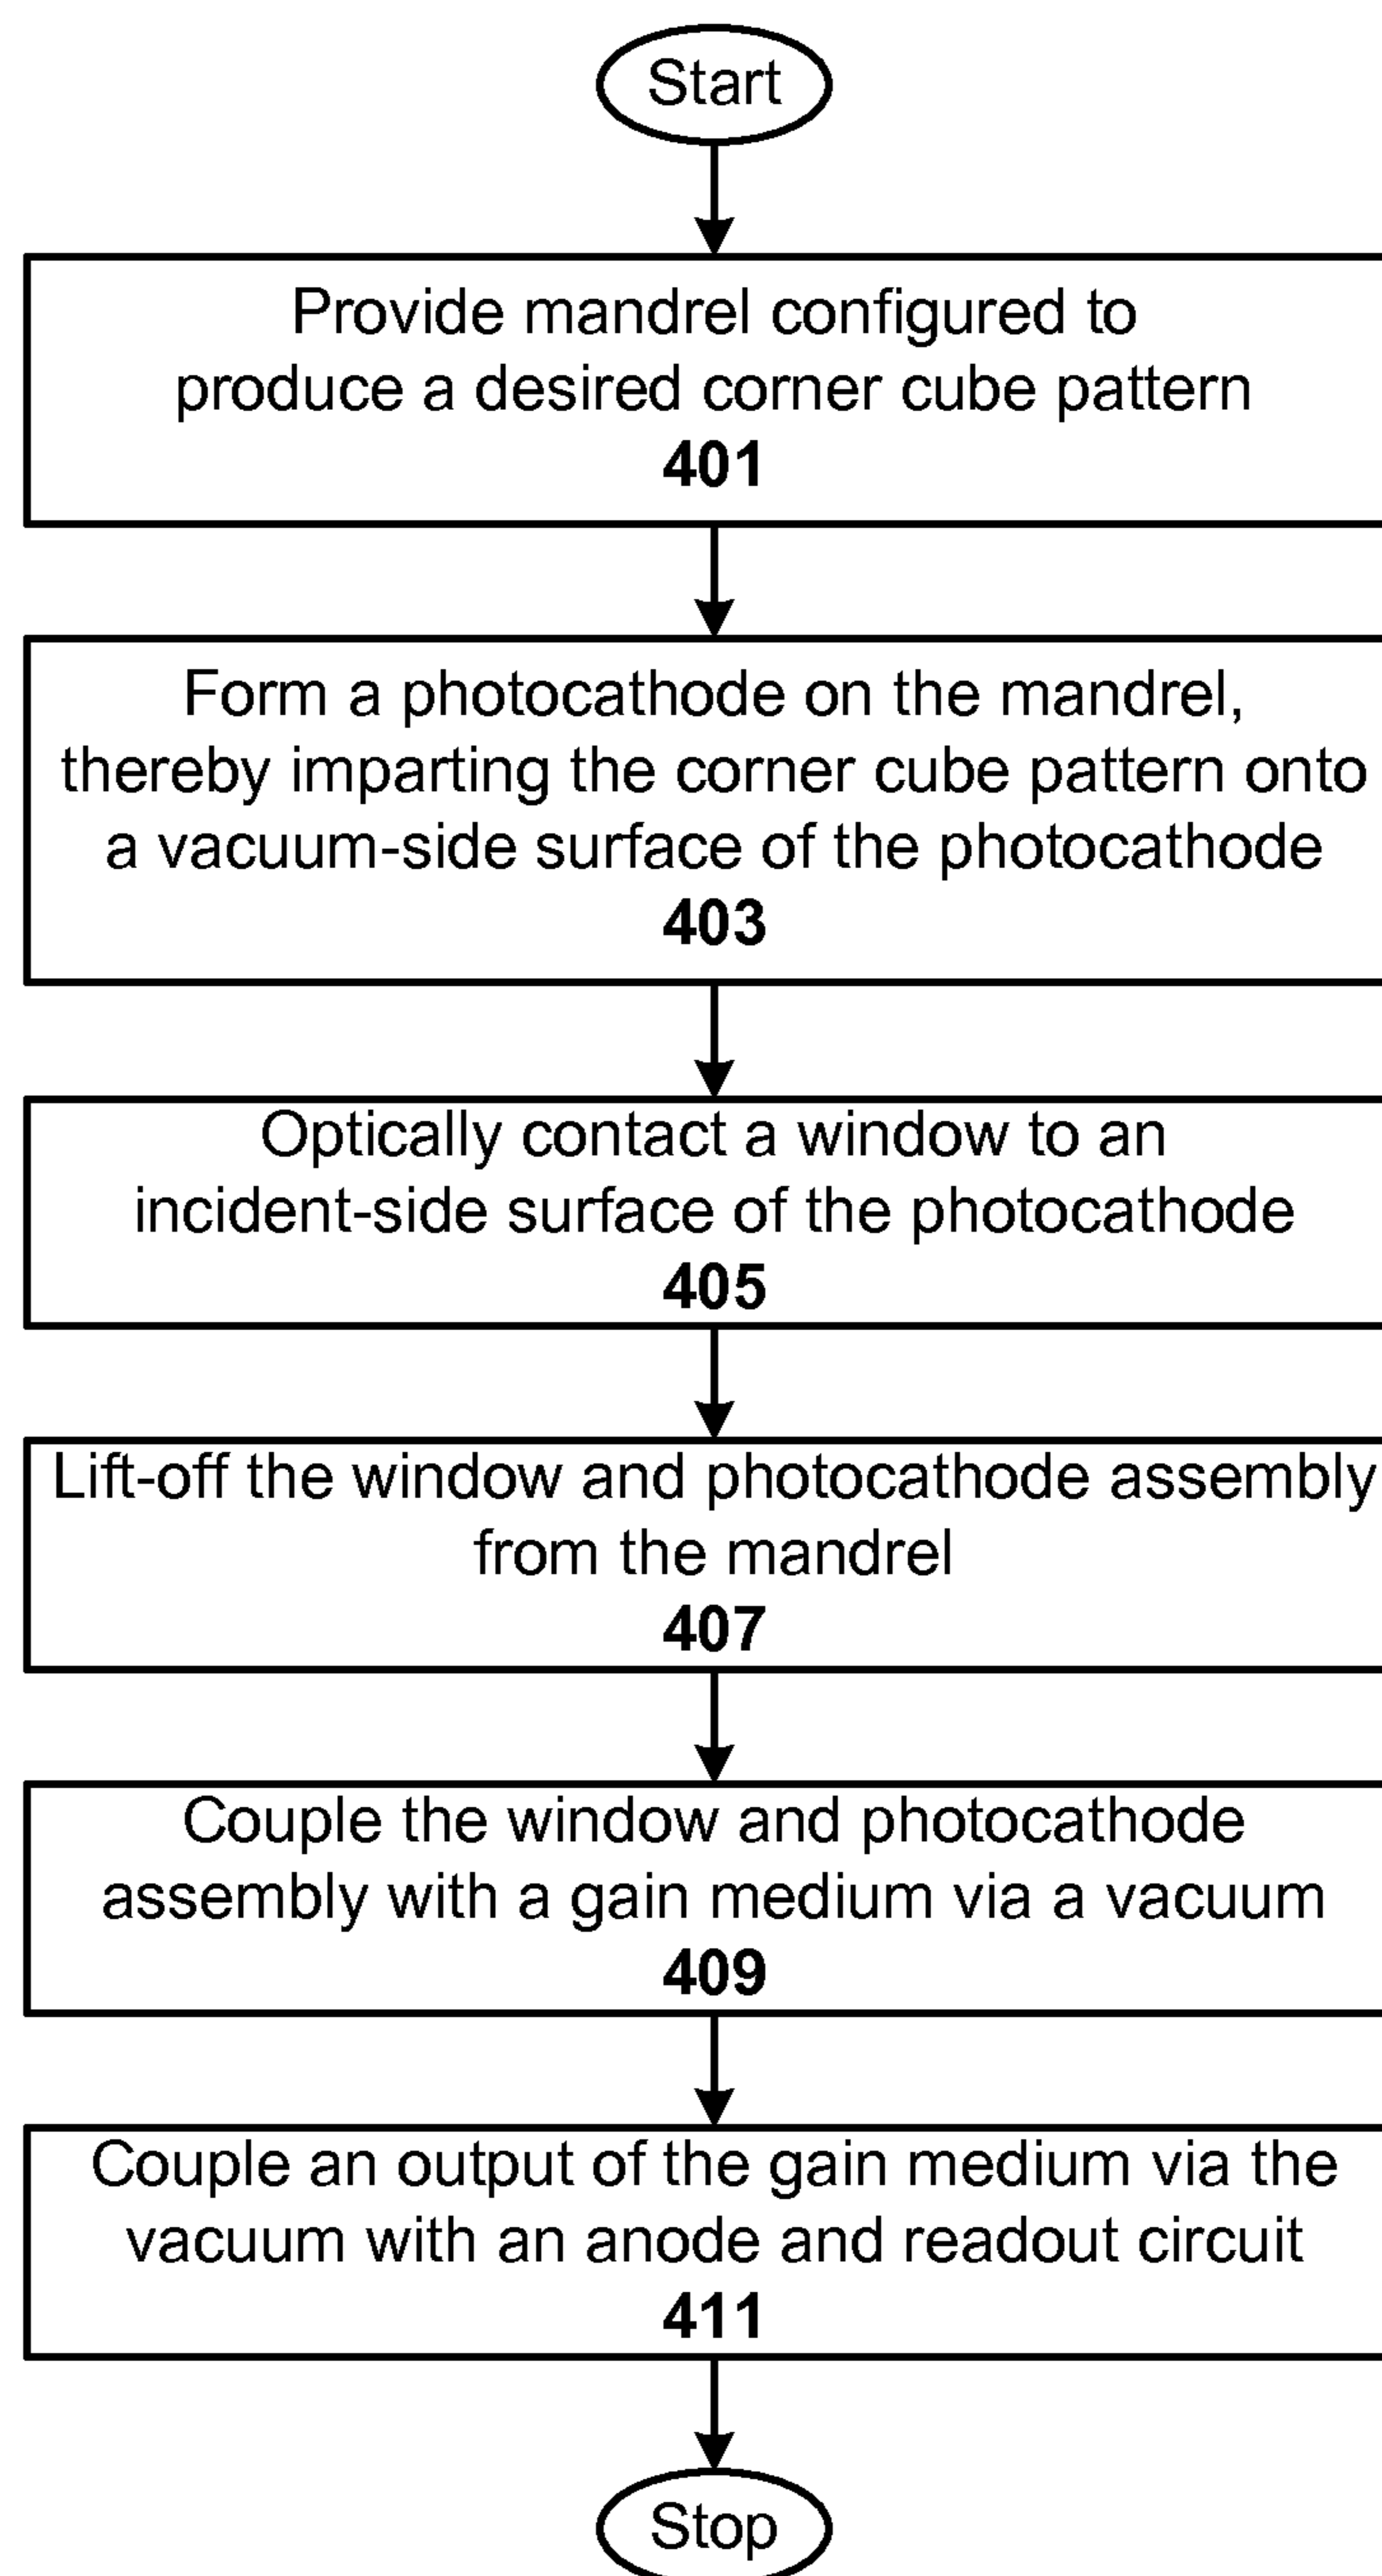 Start
Provide mandrel configured to
produce a desired corner cube pattern
401
Form a photocathode on the mandrel,
thereby imparting the corner cube pattern onto
a vacuum-side surface of the photocathode
403
Optically contact a window to an
incident-side surface of the photocathode
405
Lift-off the window and photocathode assembly
from the mandrel
407
Couple the window and photocathode
assembly with a gain medium via a vacuum
409
Couple an output of the gain medium via the
vacuum with an anode and readout circuit
411
Stop